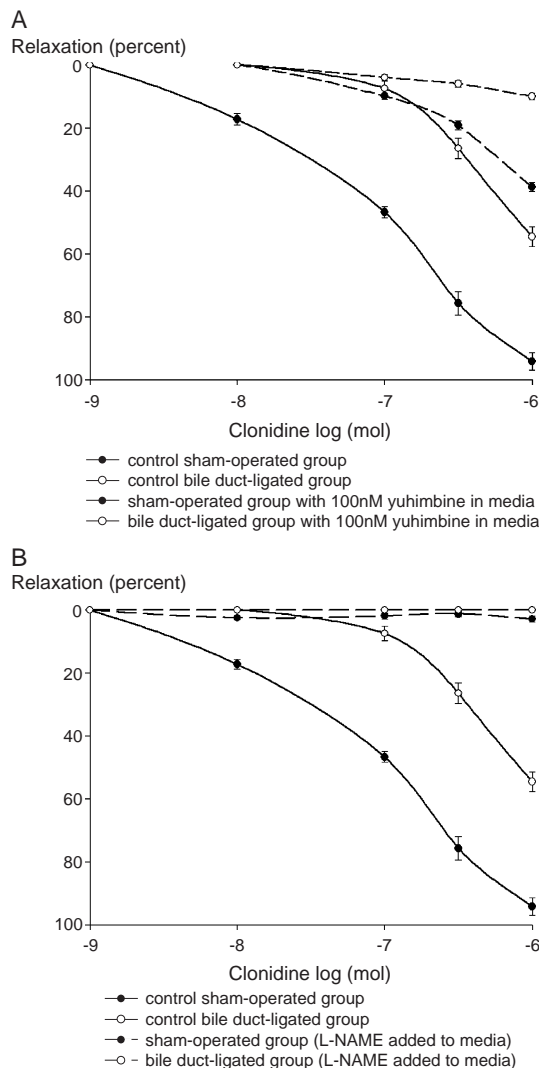 A
Relaxation (percent)
0
20
40
60
80
100
-9 -8 -7 -6
Clonidine log (mol)
control sham-operated group
control bile duct-ligated group
sham-operated group with 100nM yuhimbine in media
bile duct-ligated group with 100nM yuhimbine in media
B
Relaxation (percent)
0
20
40
60
80
100
-9 -8 -7 -6
Clonidine log (mol)
control sham-operated group
control bile duct-ligated group
sham-operated group (L-NAME added to media)
bile duct-ligated group (L-NAME added to media)